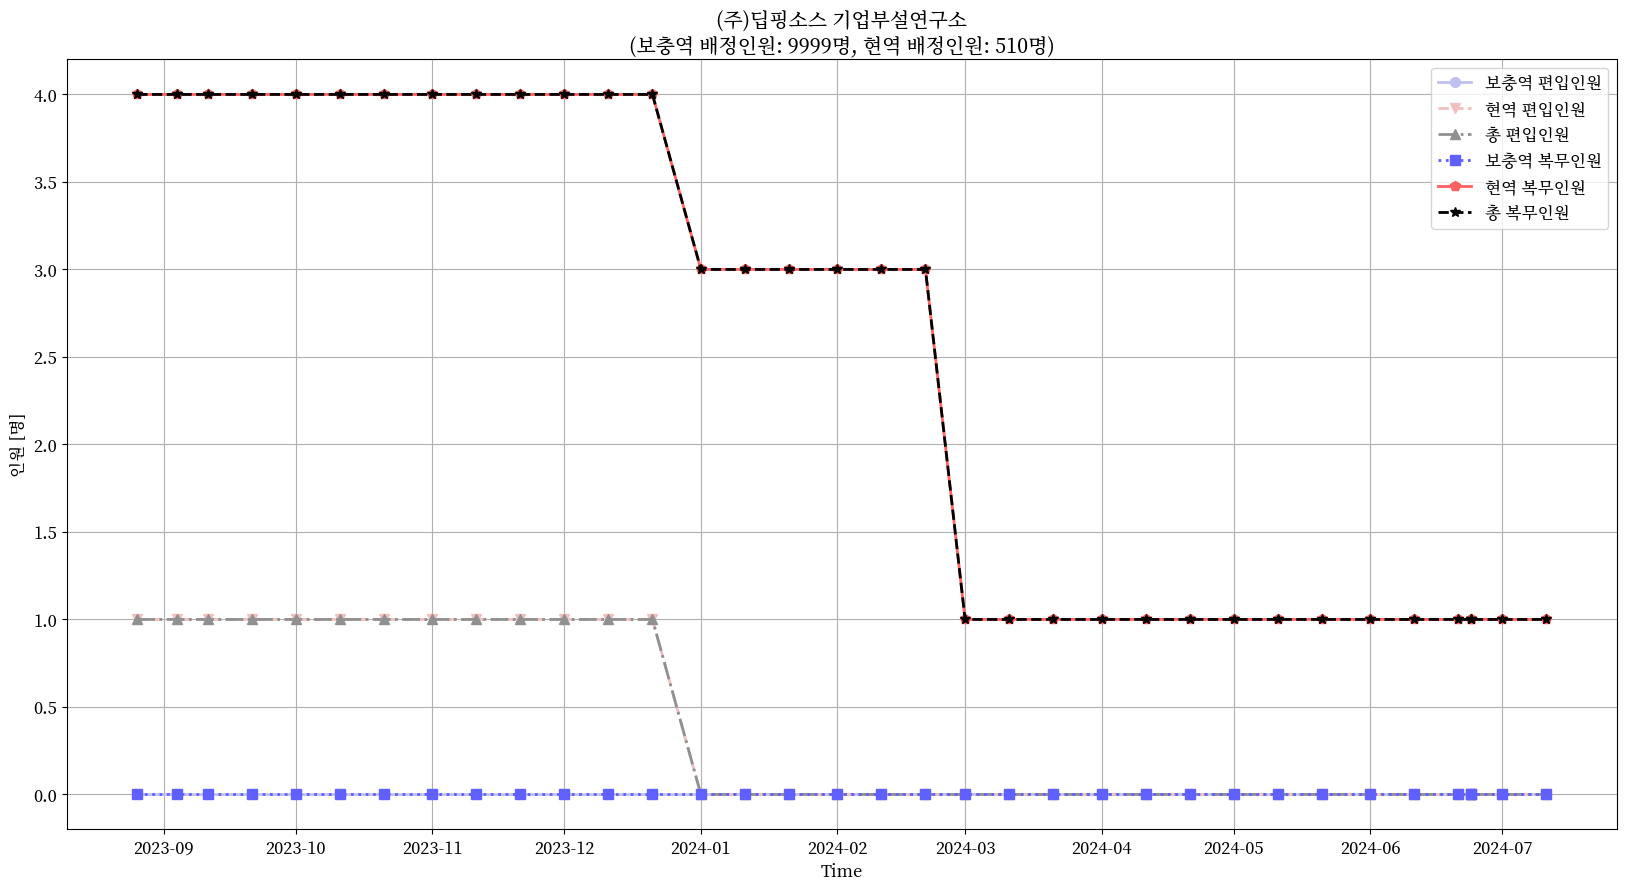 (주)딥핑소스 기업부설연구소
(보충역 배정인원: 9999명, 현역 배정인원: 510명)
보충역 편입인원
현역 편입인원
총 편입인원
보충역 복무인원
현역 복무인원
총 복무인원
4.0
3.5
3.0
2.5
2.0
1.5
1.0
0.5
0.0
인원 [명]
2023-09 2023-10 2023-11 2023-12 2024-01 2024-02 2024-03 2024-04 2024-05 2024-06 2024-07
Time